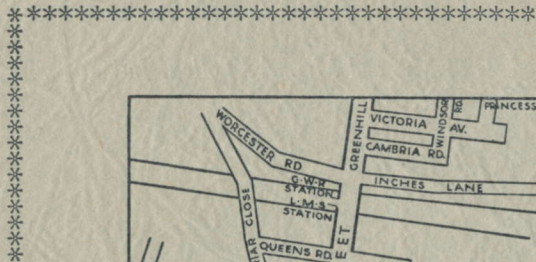 WORCESTER RD
GREENHILL
VICTORIA AV.
WINDSOR RD.
PRINCESS
CAMBRIA RD.
G·W·R STATION
INCHES LANE
L·M·S STATION
CLOSE
QUEENS RD.